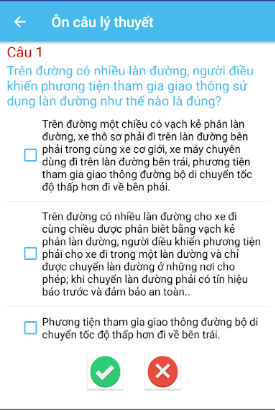 Ôn câu lý thuyết
Câu 1
Trên đường có nhiều làn đường, người điều
khiển phương tiện tham gia giao thông sử
dụng làn đường như thế nào là đúng?
Trên đường một chiều có vạch kẻ phân làn
đường, xe thô sơ phải đi trên làn đường bên
phải trong cùng xe cơ giới, xe máy chuyên
dùng đi trên làn đường bên trái, phương tiện
tham gia giao thông đường bộ di chuyển tốc
độ thấp hơn đi về bên phải.
Trên đường có nhiều làn đường cho xe đi
cùng chiều được phân biêt bằng vạch kẻ
phân làn đường, người điều khiển phương tiện
phải cho xe đi trong một làn đường và chỉ
được chuyển làn đường ở những nơi cho
phép; khi chuyển làn đường phải có tín hiệu
báo trước và đảm bảo an toàn..
Phương tiện tham gia giao thông đường bộ di
chuyển tốc độ thấp hơn đi về bên trái.